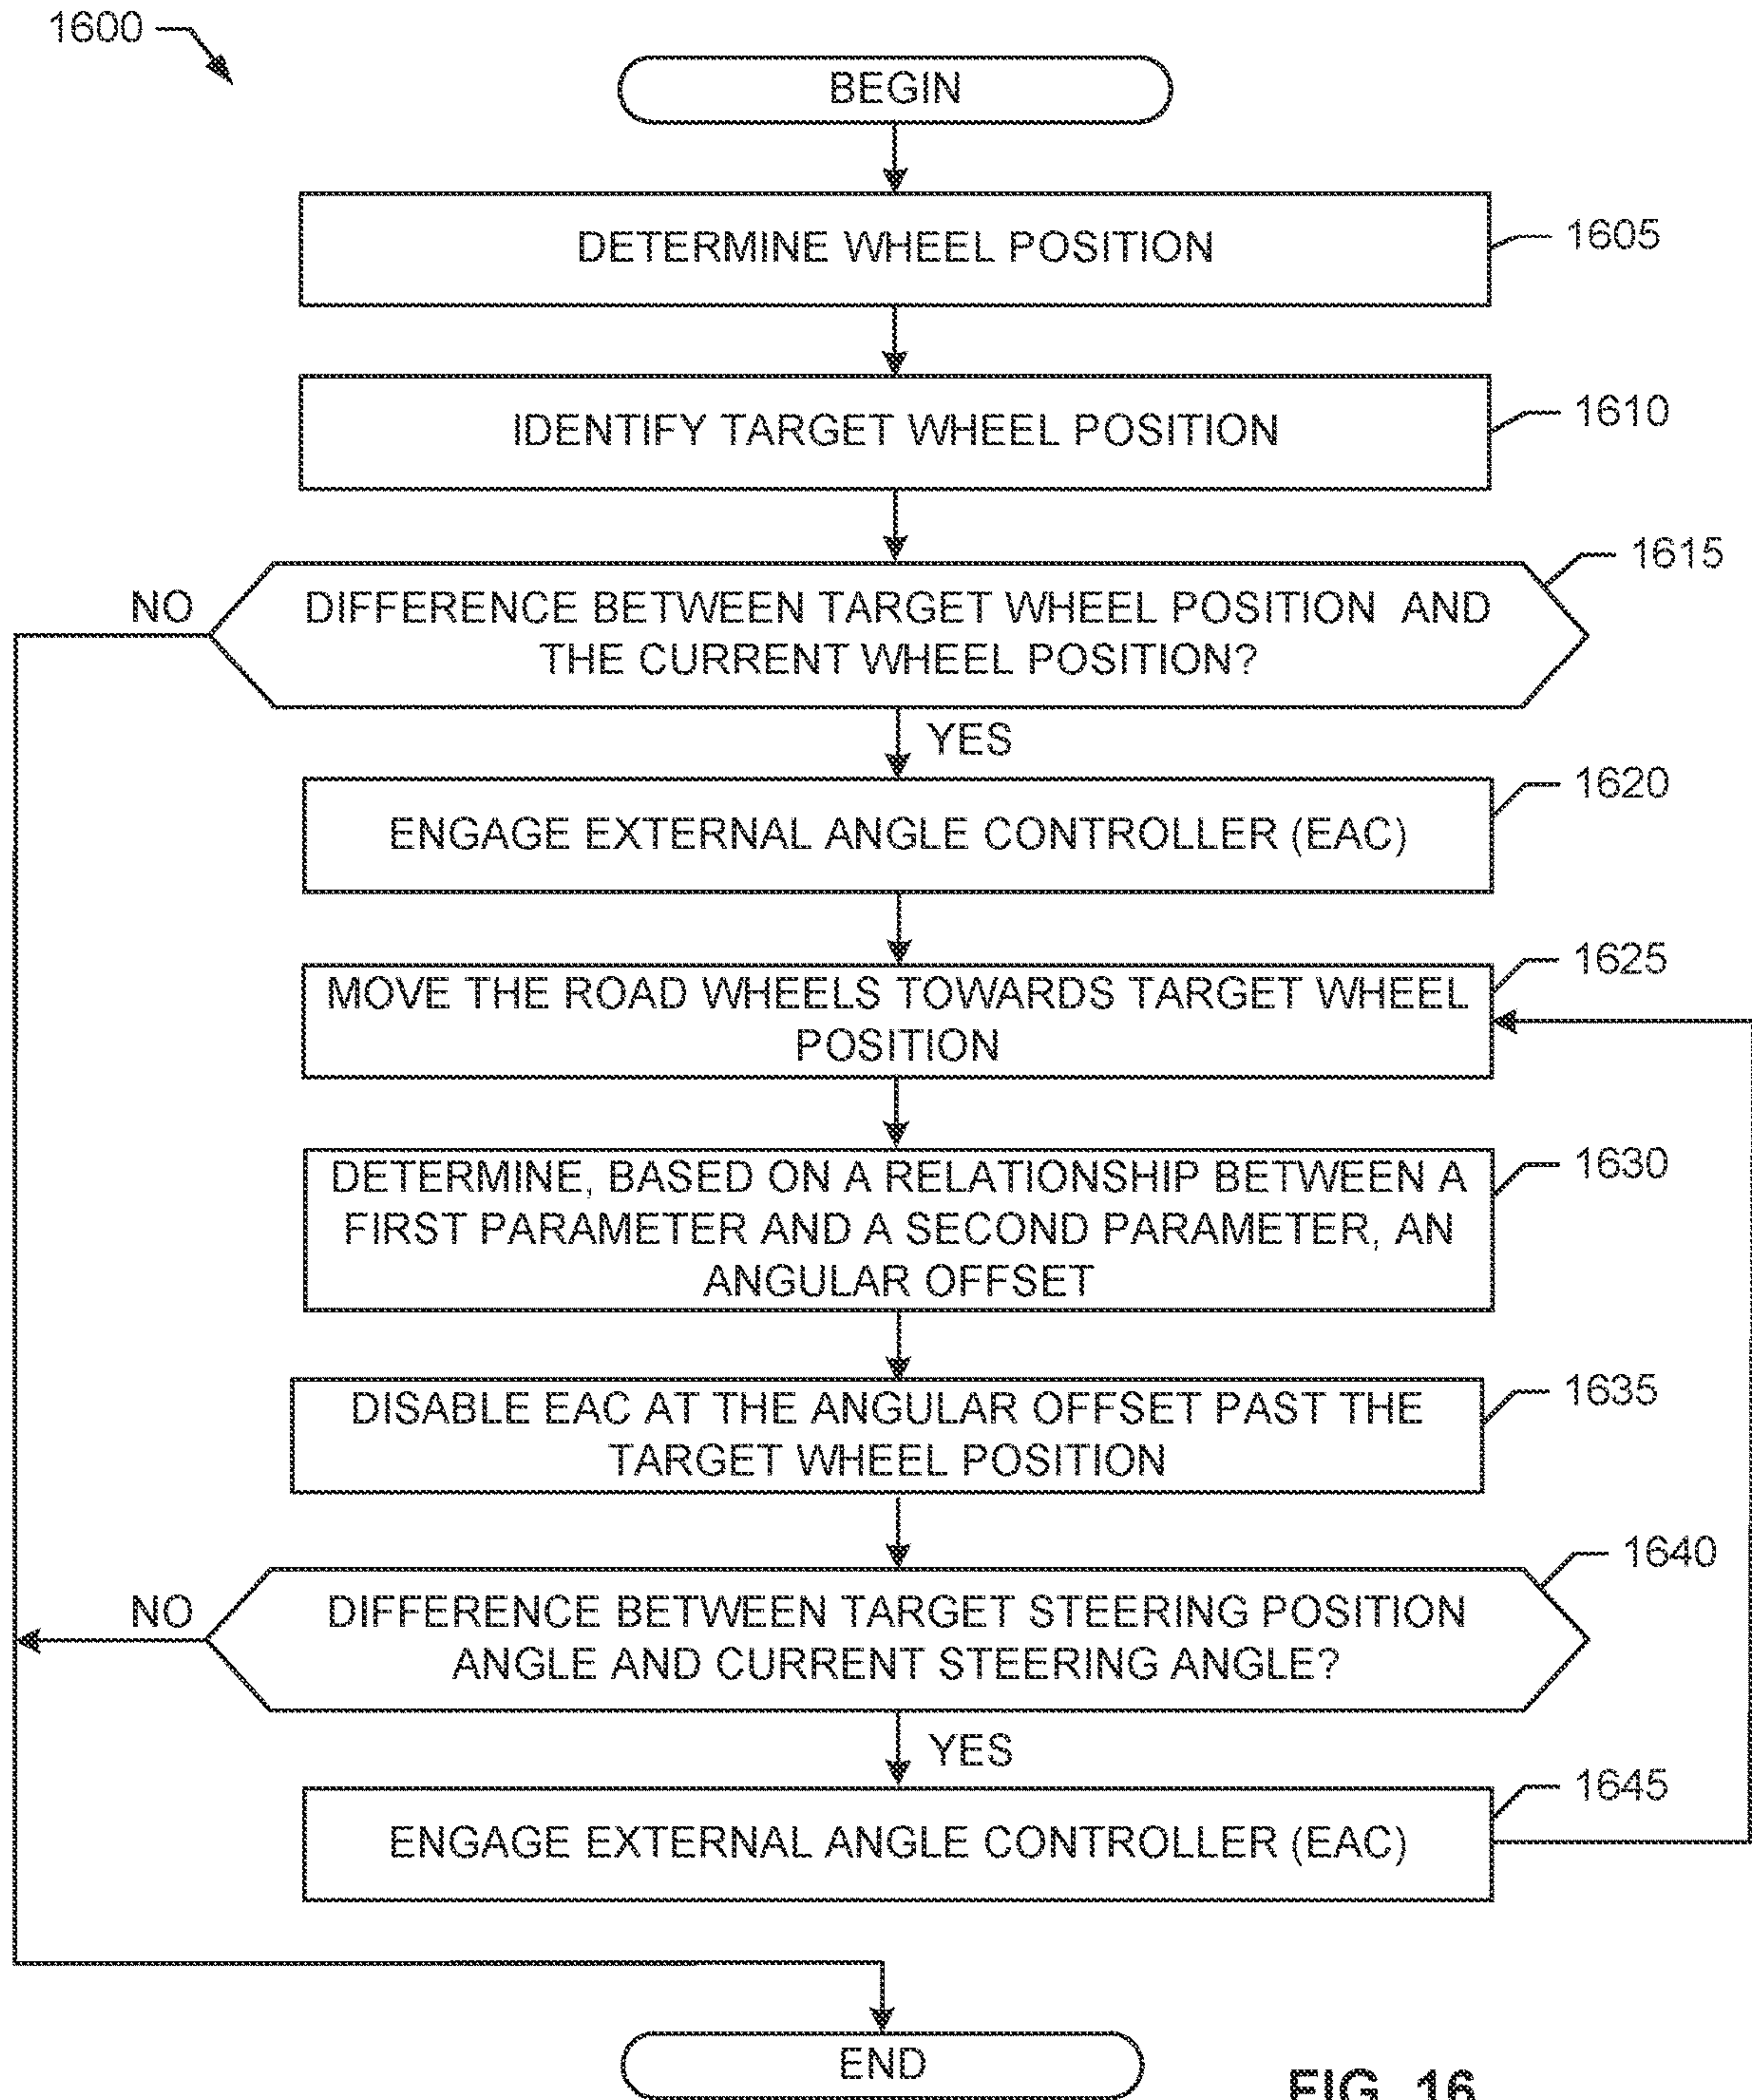 1600
BEGIN
DETERMINE WHEEL POSITION
1605
IDENTIFY TARGET WHEEL POSITION
1610
1615
NO
DIFFERENCE BETWEEN TARGET WHEEL POSITION AND
THE CURRENT WHEEL POSITION?
YES
1620
ENGAGE EXTERNAL ANGLE CONTROLLER (EAC)
1625
MOVE THE ROAD WHEELS TOWARDS TARGET WHEEL
POSITION
1630
DETERMINE, BASED ON A RELATIONSHIP BETWEEN A
FIRST PARAMETER AND A SECOND PARAMETER, AN
ANGULAR OFFSET
1635
DISABLE EAC AT THE ANGULAR OFFSET PAST THE
TARGET WHEEL POSITION
1640
NO
DIFFERENCE BETWEEN TARGET STEERING POSITION
ANGLE AND CURRENT STEERING ANGLE?
YES
1645
ENGAGE EXTERNAL ANGLE CONTROLLER (EAC)
END
FIG. 16